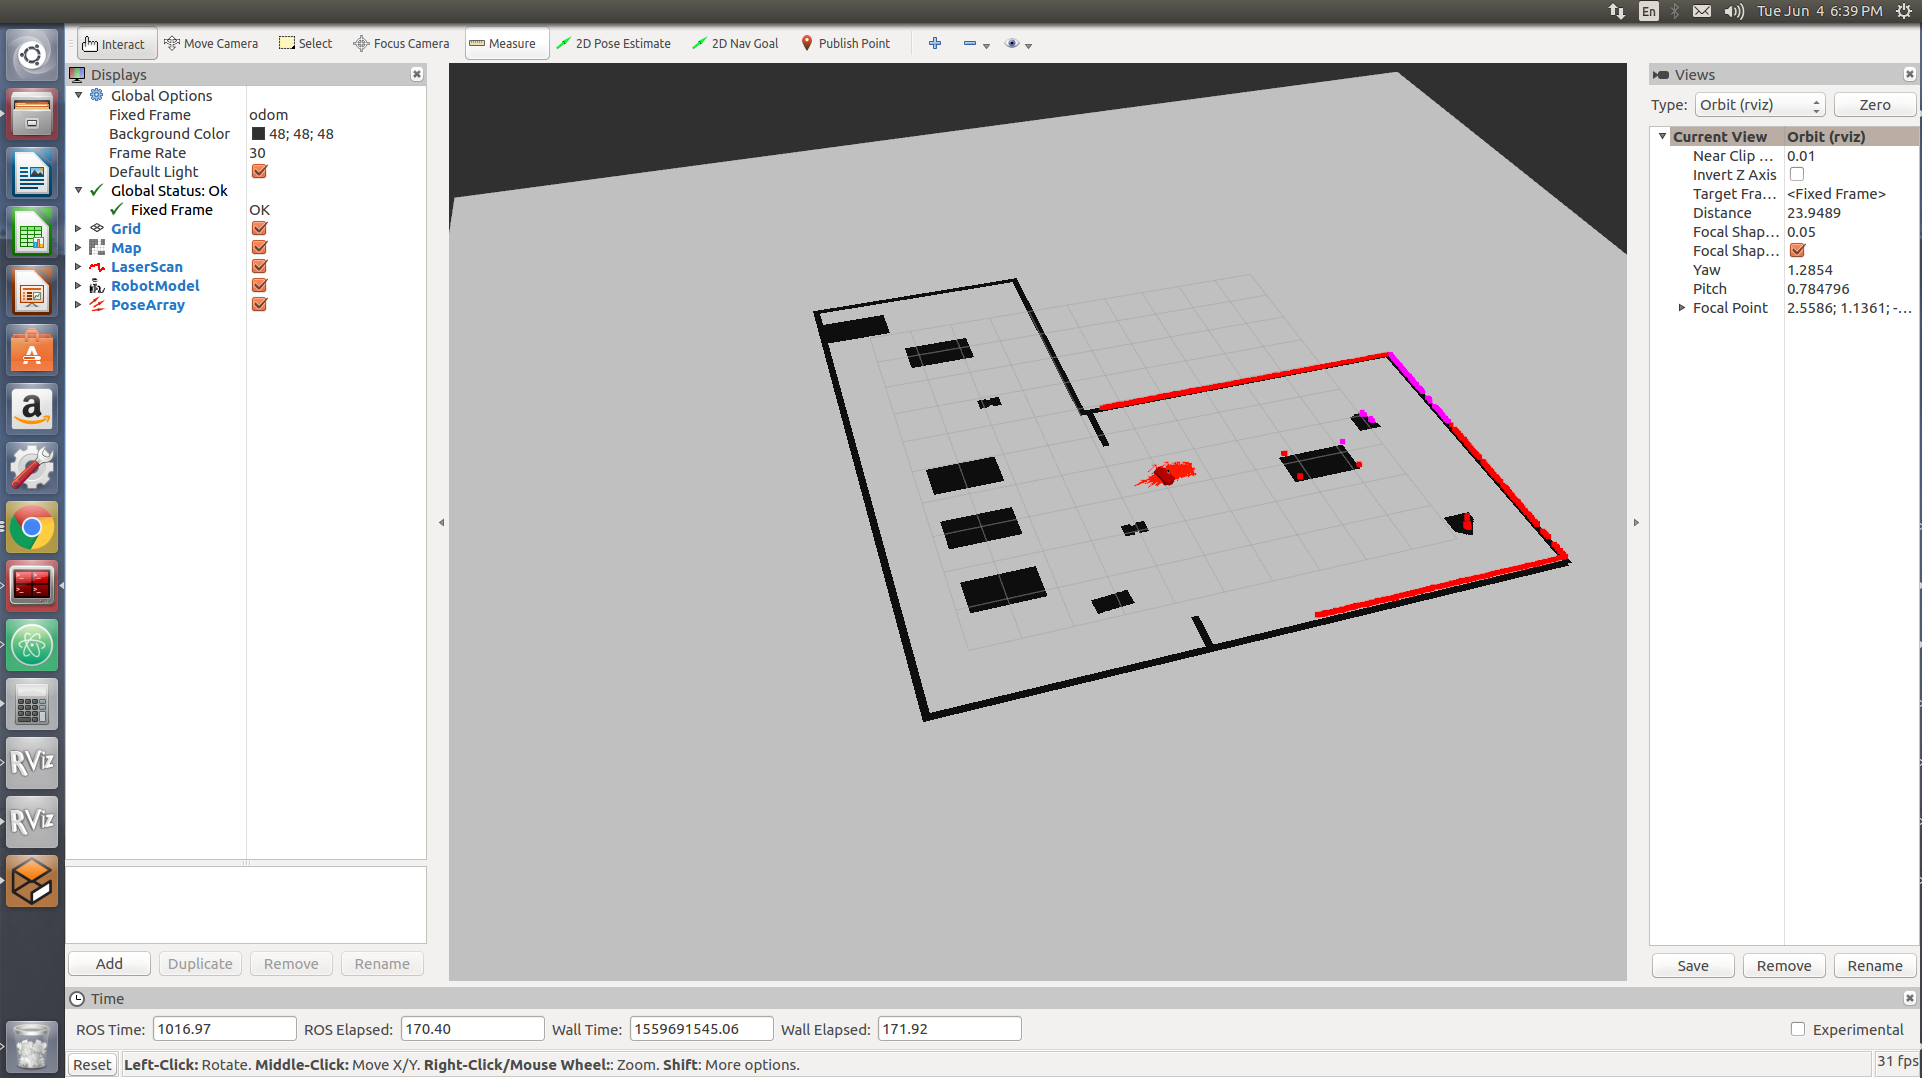 En Tue Jun 4 6:39 PM
Interact Move Camera Select Focus Camera Measure 2D Pose Estimate 2D Nav Goal Publish Point
Displays
Global Options
Fixed Frame odom
Background Color 48; 48; 48
Frame Rate 30
Default Light
Global Status: Ok
Fixed Frame OK
Grid
Map
LaserScan
RobotModel
PoseArray
Add Duplicate Remove Rename
Views
Type: Orbit (rviz) Zero
Current View Orbit (rviz)
Near Clip ... 0.01
Invert Z Axis
Target Fra... <Fixed Frame>
Distance 23.9489
Focal Shap... 0.05
Focal Shap...
Yaw 1.2854
Pitch 0.784796
Focal Point 2.5586; 1.1361; -...
Save Remove Rename
RViz
RViz
Time
ROS Time: 1016.97 ROS Elapsed: 170.40 Wall Time: 1559691545.06 Wall Elapsed: 171.92 Experimental
Reset Left-Click: Rotate. Middle-Click: Move X/Y. Right-Click/Mouse Wheel:: Zoom. Shift: More options. 31 fps